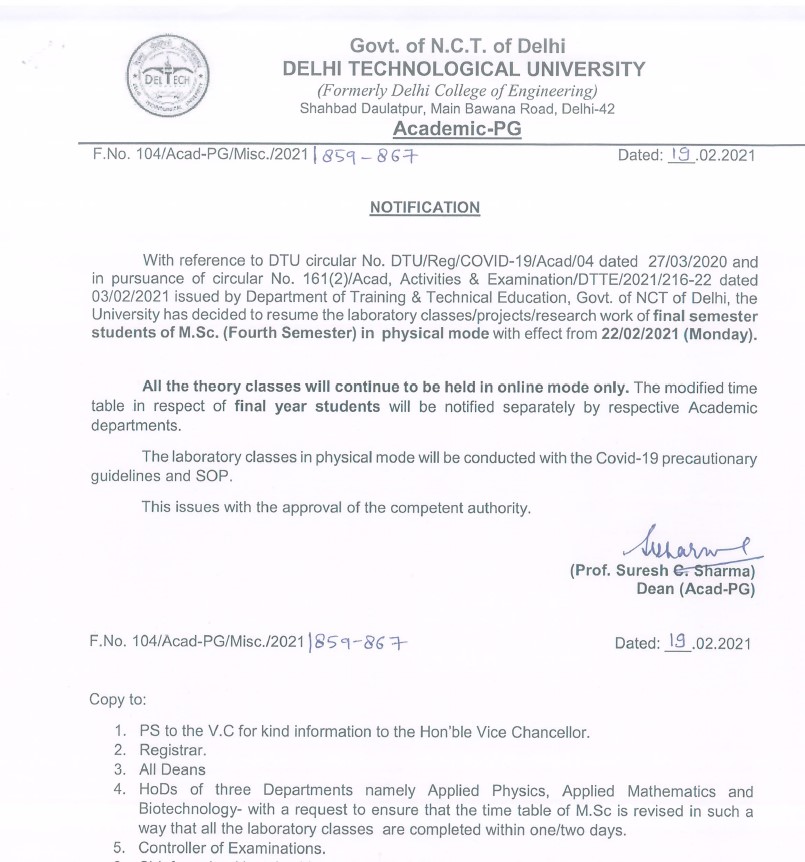 DELTECH
Govt. of N.C.T. of Delhi
DELHI TECHNOLOGICAL UNIVERSITY
(Formerly Delhi College of Engineering)
Shahbad Daulatpur, Main Bawana Road, Delhi-42
Academic-PG
F.No. 104/Acad-PG/Misc./2021 | 859-867 Dated: 19.02.2021
NOTIFICATION
With reference to DTU circular No. DTU/Reg/COVID-19/Acad/04 dated 27/03/2020 and
in pursuance of circular No. 161(2)/Acad, Activities & Examination/DTTE/2021/216-22 dated
03/02/2021 issued by Department of Training & Technical Education, Govt. of NCT of Delhi, the
University has decided to resume the laboratory classes/projects/research work of final semester
students of M.Sc. (Fourth Semester) in physical mode with effect from 22/02/2021 (Monday).
All the theory classes will continue to be held in online mode only. The modified time
table in respect of final year students will be notified separately by respective Academic
departments.
The laboratory classes in physical mode will be conducted with the Covid-19 precautionary
guidelines and SOP.
This issues with the approval of the competent authority.
(Prof. Suresh C. Sharma)
Dean (Acad-PG)
F.No. 104/Acad-PG/Misc./2021 | 859-867 Dated: 19.02.2021
Copy to:
1. PS to the V.C for kind information to the Hon'ble Vice Chancellor.
2. Registrar.
3. All Deans
4. HoDs of three Departments namely Applied Physics, Applied Mathematics and
Biotechnology- with a request to ensure that the time table of M.Sc is revised in such a
way that all the laboratory classes are completed within one/two days.
5. Controller of Examinations.